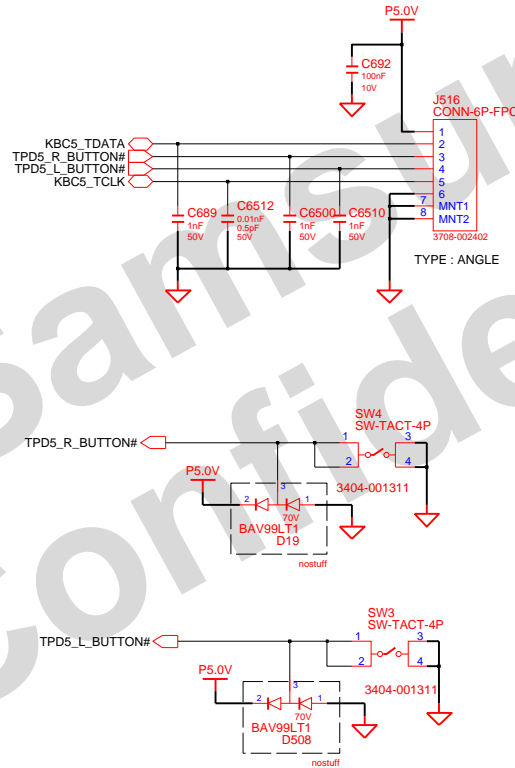 P5.0V
C692
100nF
10V
J516
CONN-6P-FPC
1
KBC5_TDATA
2
TPD5_R_BUTTON#
3
TPD5_L_BUTTON#
4
KBC5_TCLK
5
6
7 MNT1
8 MNT2
C689
1nF
50V
C6512
0.01nF
0.5pF
50V
C6500
1nF
50V
C6510
1nF
50V
3708-002402
TYPE : ANGLE
Samsung
Confidential
SW4
SW-TACT-4P
TPD5_R_BUTTON#
1 3
2 4
3404-001311
P5.0V
3
2 1
70V
BAV99LT1
D19
nostuff
SW3
SW-TACT-4P
TPD5_L_BUTTON#
1 3
2 4
3404-001311
P5.0V
3
2 1
70V
BAV99LT1
D508
nostuff